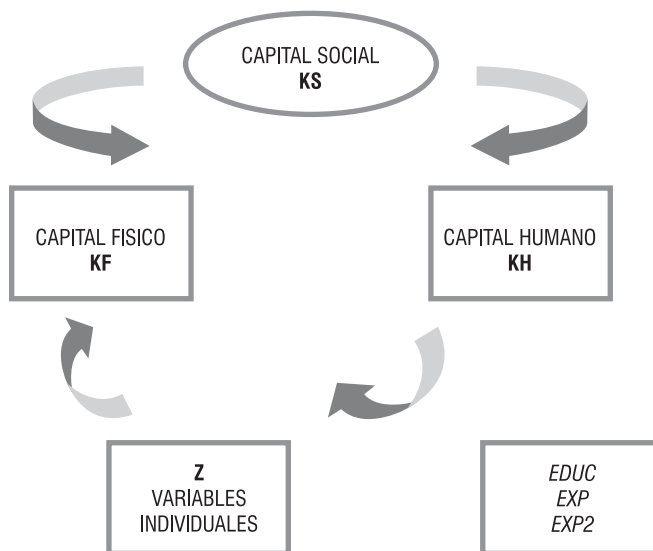 CAPITAL SOCIAL
KS
CAPITAL FISICO
KF
CAPITAL HUMANO
KH
Z
VARIABLES
INDIVIDUALES
EDUC
EXP
EXP2